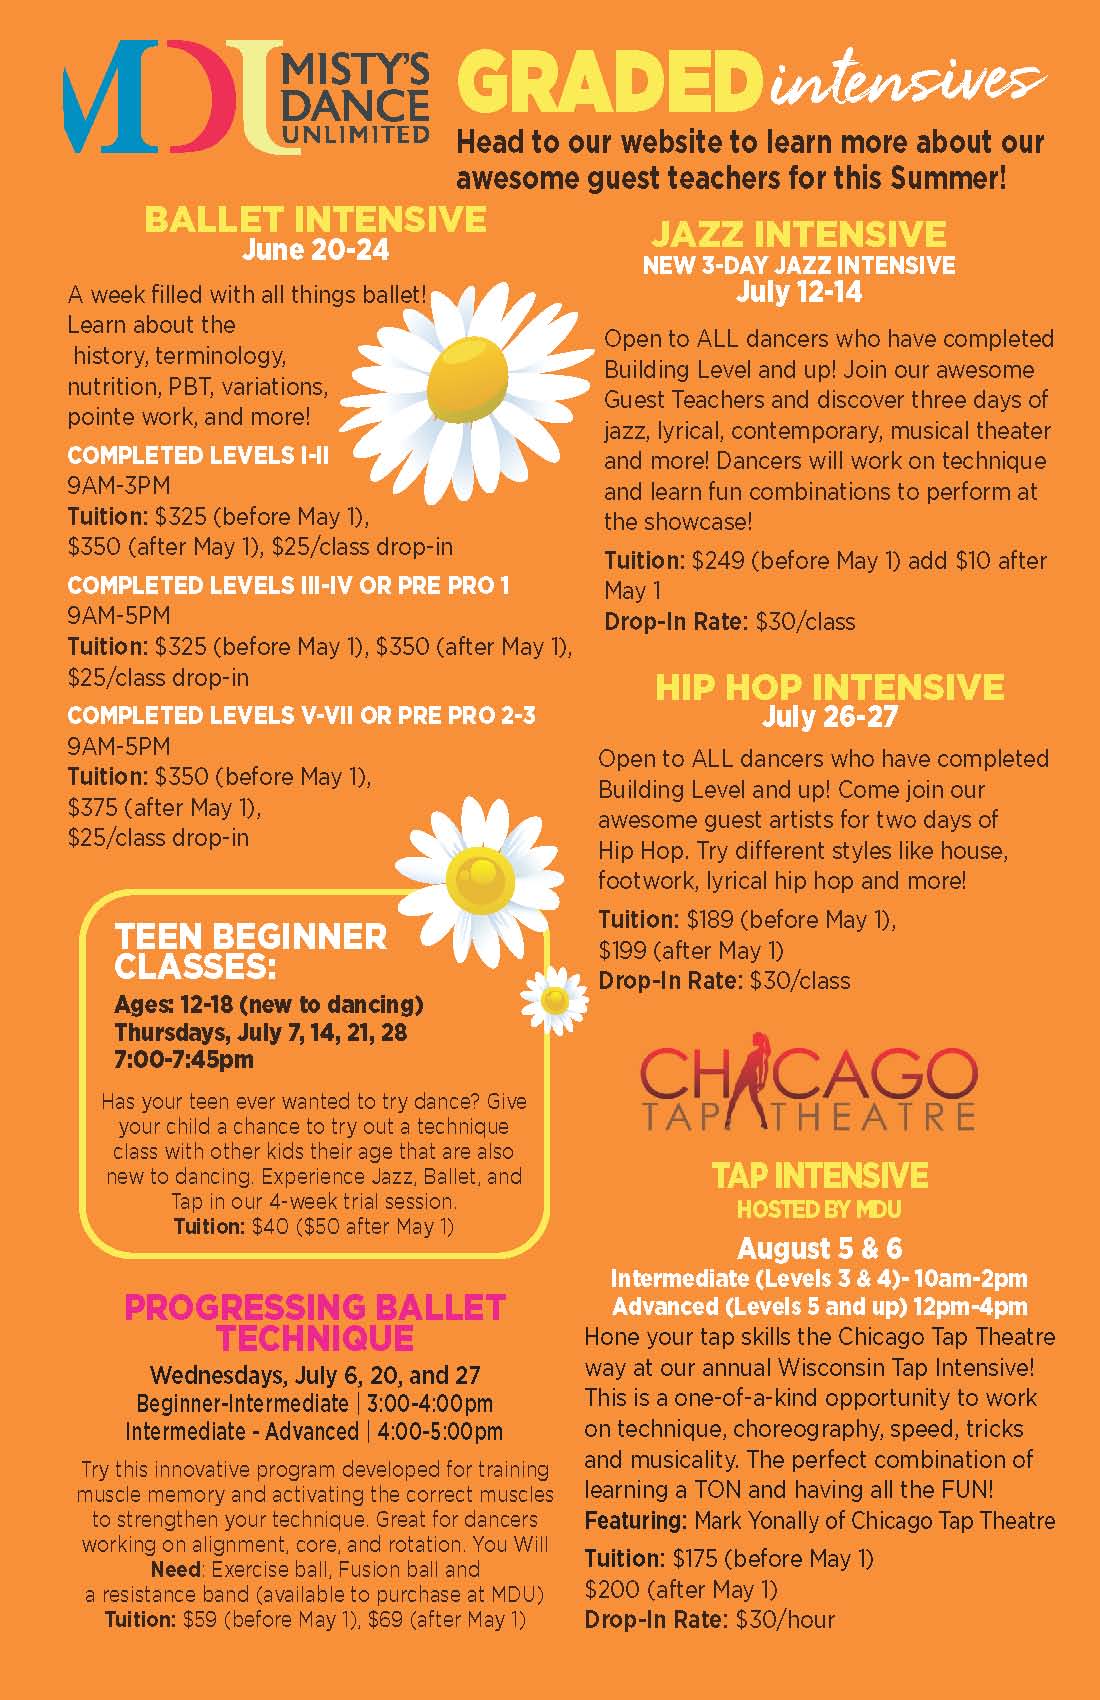 MDU MISTY'S
DANCE
UNLIMITED
GRADED intensives
Head to our website to learn more about our
awesome guest teachers for this Summer!
BALLET INTENSIVE
June 20-24
A week filled with all things ballet!
Learn about the
history, terminology,
nutrition, PBT, variations,
pointe work, and more!
COMPLETED LEVELS I-II
9AM-3PM
Tuition: $325 (before May 1),
$350 (after May 1), $25/class drop-in
COMPLETED LEVELS III-IV OR PRE PRO 1
9AM-5PM
Tuition: $325 (before May 1), $350 (after May 1),
$25/class drop-in
COMPLETED LEVELS V-VII OR PRE PRO 2-3
9AM-5PM
Tuition: $350 (before May 1),
$375 (after May 1),
$25/class drop-in
TEEN BEGINNER
CLASSES:
Ages: 12-18 (new to dancing)
Thursdays, July 7, 14, 21, 28
7:00-7:45pm
Has your teen ever wanted to try dance? Give
your child a chance to try out a technique
class with other kids their age that are also
new to dancing. Experience Jazz, Ballet, and
Tap in our 4-week trial session.
Tuition: $40 ($50 after May 1)
PROGRESSING BALLET
TECHNIQUE
Wednesdays, July 6, 20, and 27
Beginner-Intermediate | 3:00-4:00pm
Intermediate - Advanced | 4:00-5:00pm
Try this innovative program developed for training
muscle memory and activating the correct muscles
to strengthen your technique. Great for dancers
working on alignment, core, and rotation. You Will
Need: Exercise ball, Fusion ball and
a resistance band (available to purchase at MDU)
Tuition: $59 (before May 1), $69 (after May 1)
JAZZ INTENSIVE
NEW 3-DAY JAZZ INTENSIVE
July 12-14
Open to ALL dancers who have completed
Building Level and up! Join our awesome
Guest Teachers and discover three days of
jazz, lyrical, contemporary, musical theater
and more! Dancers will work on technique
and learn fun combinations to perform at
the showcase!
Tuition: $249 (before May 1) add $10 after
May 1
Drop-In Rate: $30/class
HIP HOP INTENSIVE
July 26-27
Open to ALL dancers who have completed
Building Level and up! Come join our
awesome guest artists for two days of
Hip Hop. Try different styles like house,
footwork, lyrical hip hop and more!
Tuition: $189 (before May 1),
$199 (after May 1)
Drop-In Rate: $30/class
CHICAGO
TAP THEATRE
TAP INTENSIVE
HOSTED BY MDU
August 5 & 6
Intermediate (Levels 3 & 4)- 10am-2pm
Advanced (Levels 5 and up) 12pm-4pm
Hone your tap skills the Chicago Tap Theatre
way at our annual Wisconsin Tap Intensive!
This is a one-of-a-kind opportunity to work
on technique, choreography, speed, tricks
and musicality. The perfect combination of
learning a TON and having all the FUN!
Featuring: Mark Yonally of Chicago Tap Theatre
Tuition: $175 (before May 1)
$200 (after May 1)
Drop-In Rate: $30/hour